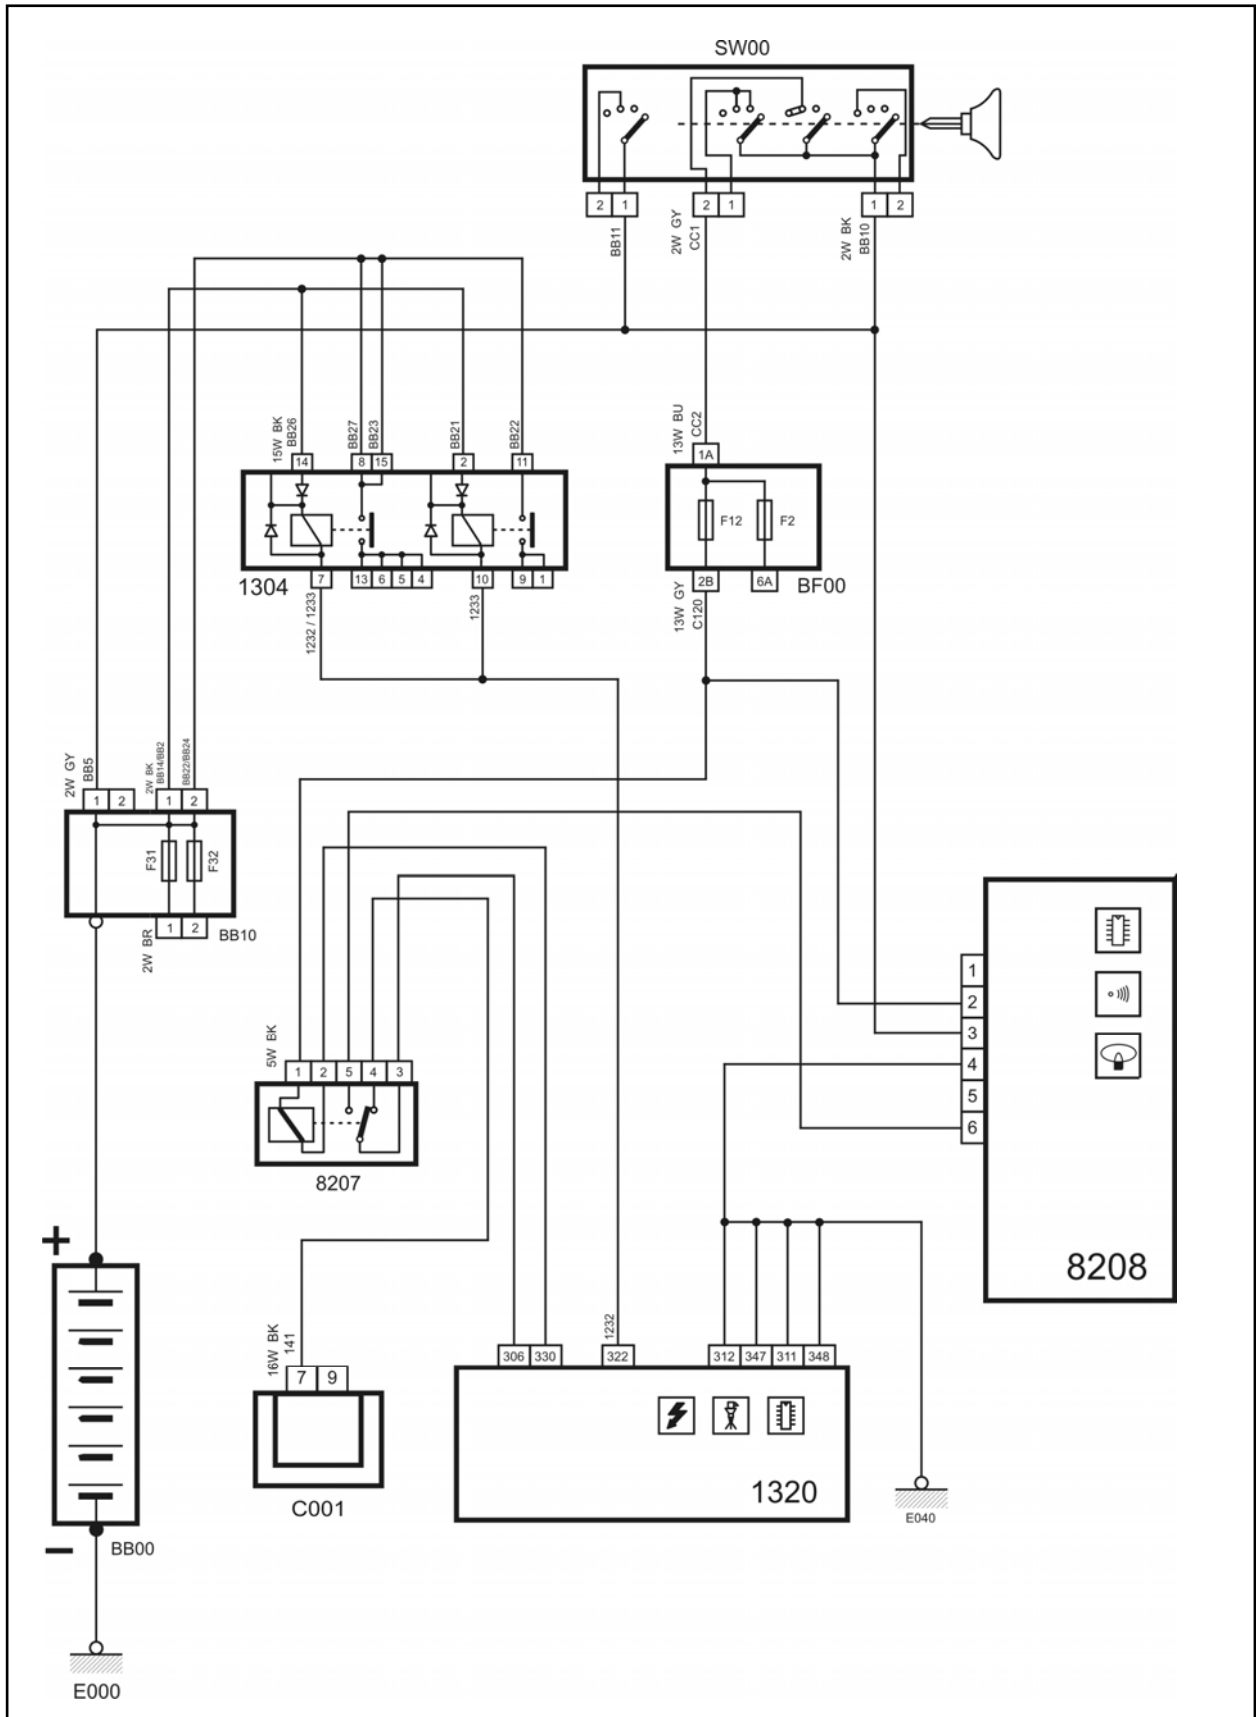 SW00
2 1
2 1
1 2
BB11
2W GY
CC1
2W BK
BB10
15W BK
BB26
BB27
BB23
BB21
BB22
13W BU
CC2
14
8 15
2
11
1A
F12
F2
7
13 6 5 4
10
9 1
2B
6A
1304
BF00
1232 / 1233
1233
13W GY
C120
2W GY
BB5
2W BK
BB14/BB2
BB22/BB24
1 2
1 2
F31
F32
1 2
2W BR
BB10
5W BK
1 2 5 4 3
8207
1
2
3
4
5
6
8208
+
16W BK
141
7 9
C001
1232
306 330
322
312 347 311 348
1320
E040
−
BB00
E000